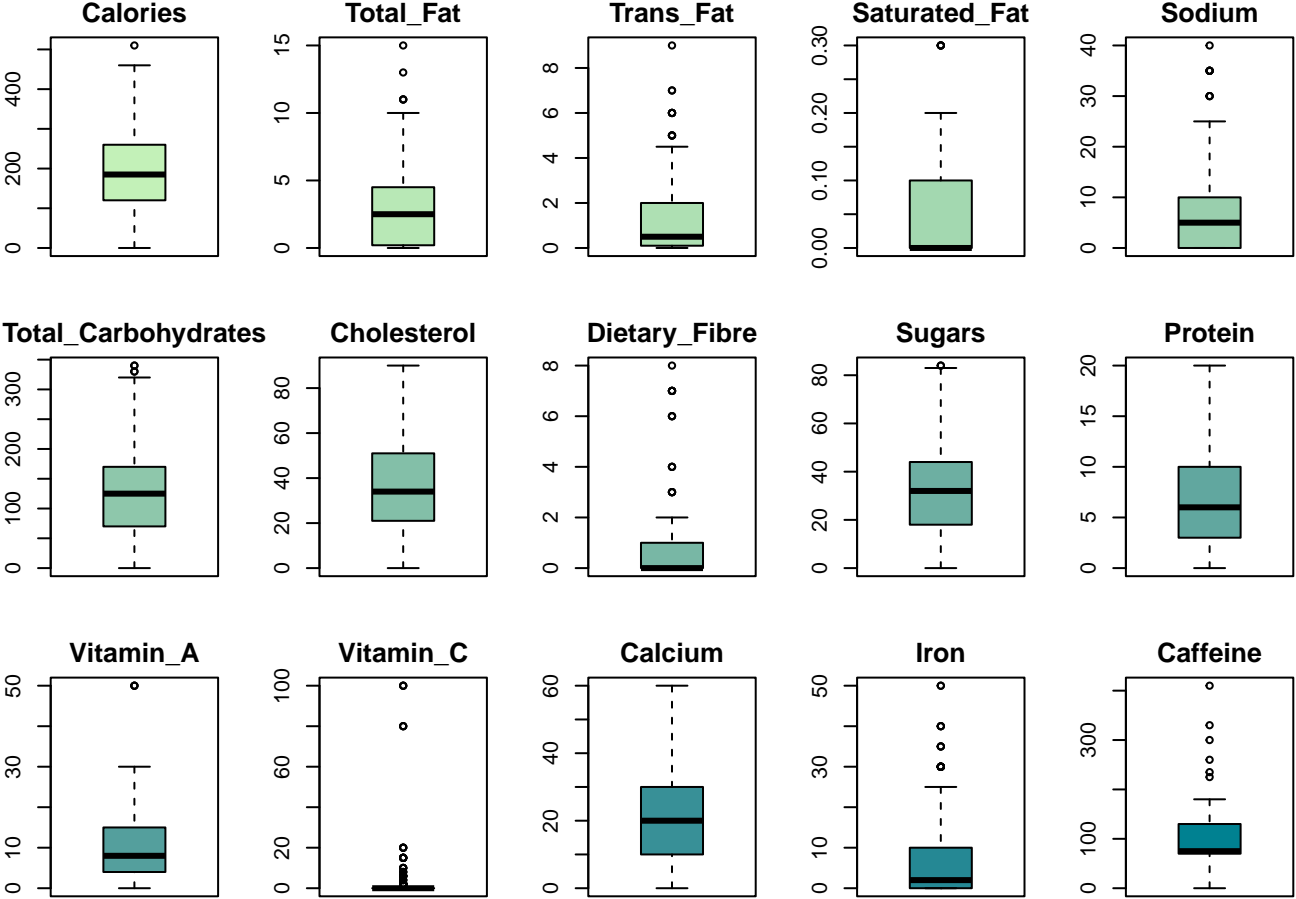 Calories Total_Fat Trans_Fat Saturated_Fat Sodium
0 200 400
0 5 10 15
0 2 4 6 8
0.00 0.10 0.20 0.30
0 10 20 30 40
Total_Carbohydrates Cholesterol Dietary_Fibre Sugars Protein
0 100 200 300
0 20 40 60 80
0 2 4 6 8
0 20 40 60 80
0 5 10 15 20
Vitamin_A Vitamin_C Calcium Iron Caffeine
0 10 30 50
0 20 60 100
0 20 40 60
0 10 30 50
0 100 300